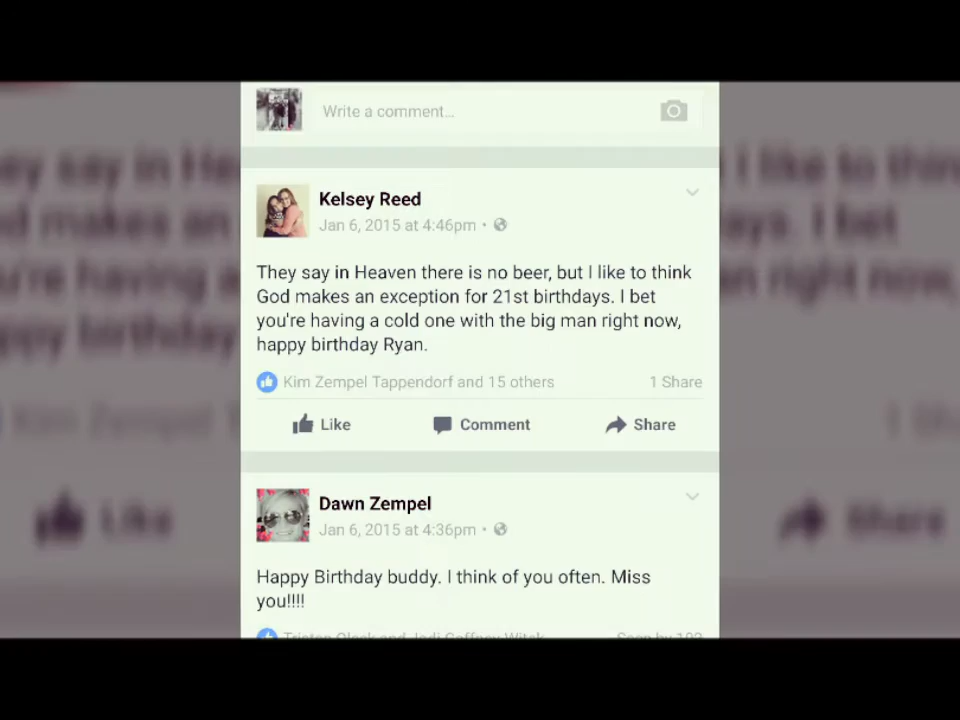 Write a comment...
Kelsey Reed
Jan 6, 2015 at 4:46pm •
They say in Heaven there is no beer, but I like to think
God makes an exception for 21st birthdays. I bet
you're having a cold one with the big man right now,
happy birthday Ryan.
Kim Zempel Tappendorf and 15 others 1 Share
Like Comment Share
Dawn Zempel
Jan 6, 2015 at 4:36pm •
Happy Birthday buddy. I think of you often. Miss
you!!!!